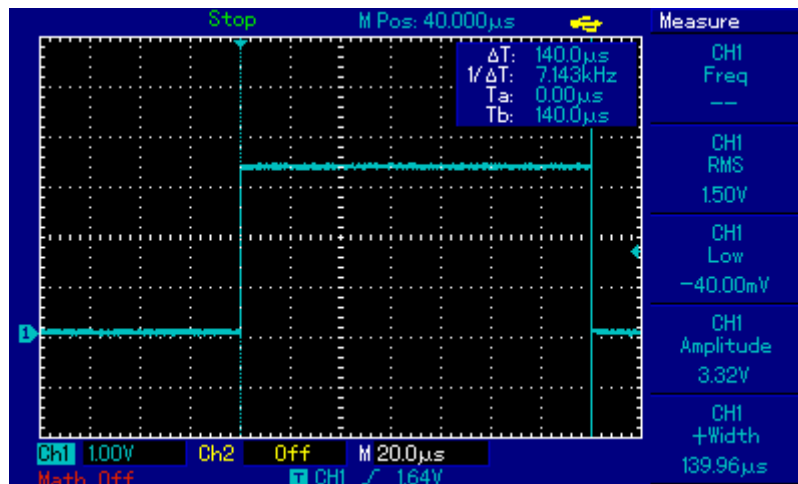 Stop M Pos: 40.000μs Measure
ΔT: 140.0μs
1/ΔT: 7.143kHz
Ta: 0.00μs
Tb: 140.0μs
CH1
Freq
--
CH1
RMS
1.50V
CH1
Low
-40.00mV
CH1
Amplitude
3.32V
CH1
+Width
139.96μs
1
Ch1 1.00V Ch2 Off M 20.0μs
Math Off T CH1 / 1.64V